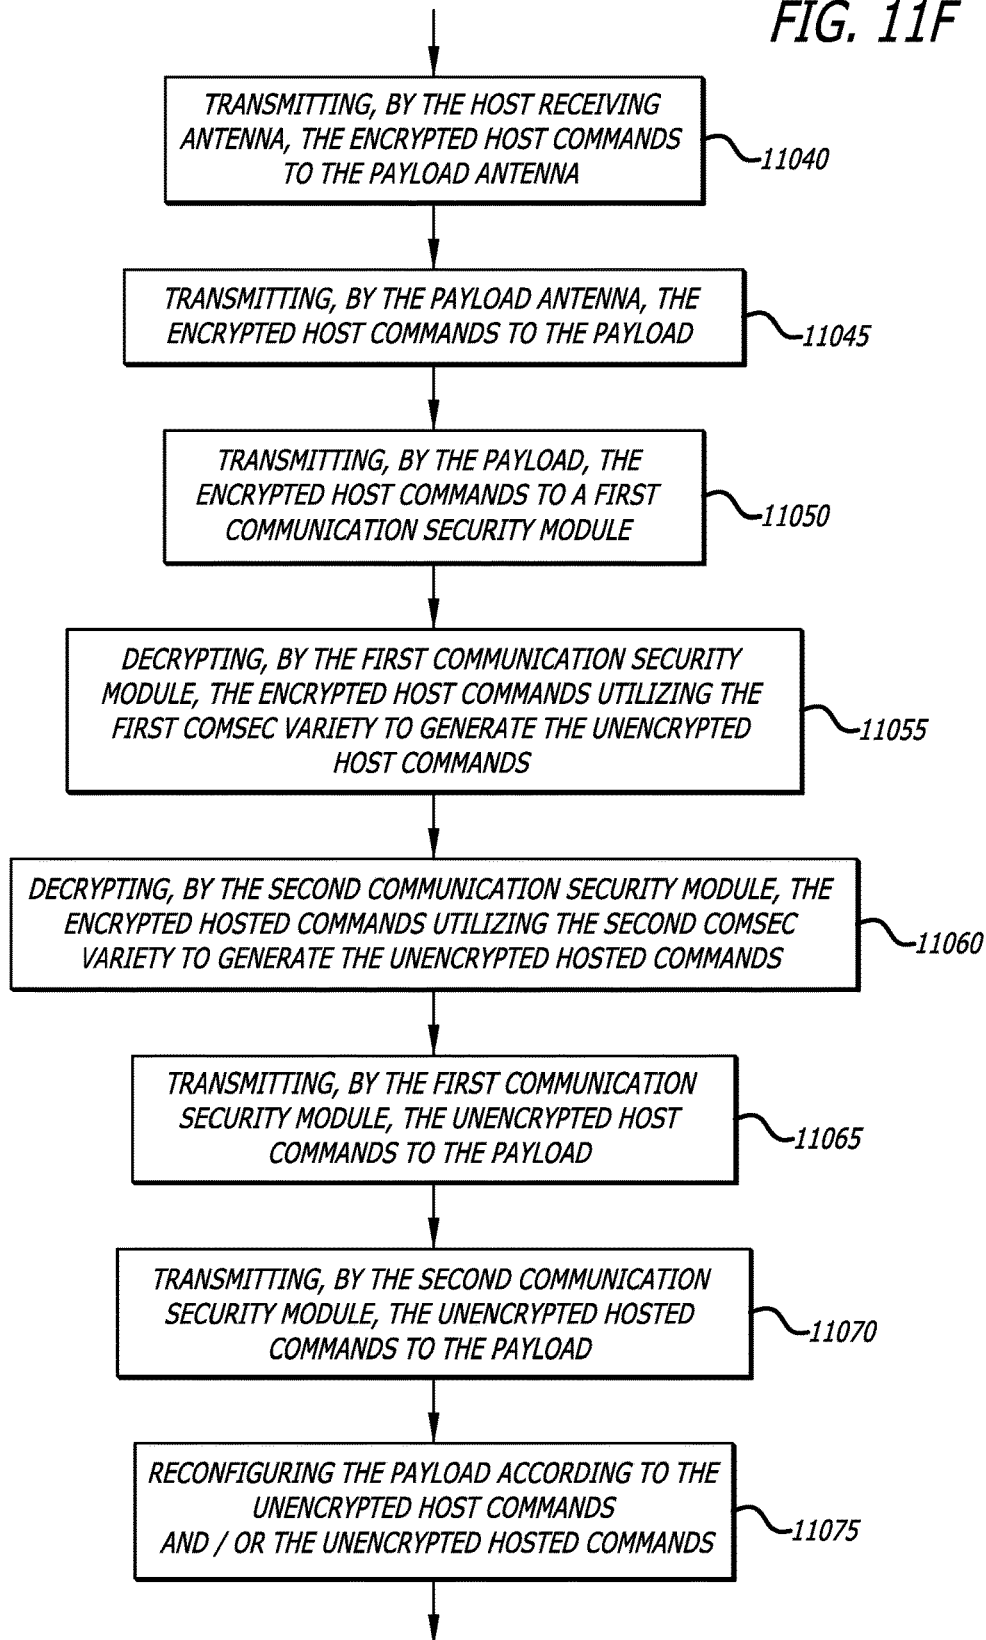 FIG. 11F
TRANSMITTING, BY THE HOST RECEIVING
ANTENNA, THE ENCRYPTED HOST COMMANDS
TO THE PAYLOAD ANTENNA
11040
TRANSMITTING, BY THE PAYLOAD ANTENNA, THE
ENCRYPTED HOST COMMANDS TO THE PAYLOAD
11045
TRANSMITTING, BY THE PAYLOAD, THE
ENCRYPTED HOST COMMANDS TO A FIRST
COMMUNICATION SECURITY MODULE
11050
DECRYPTING, BY THE FIRST COMMUNICATION SECURITY
MODULE, THE ENCRYPTED HOST COMMANDS UTILIZING THE
FIRST COMSEC VARIETY TO GENERATE THE UNENCRYPTED
HOST COMMANDS
11055
DECRYPTING, BY THE SECOND COMMUNICATION SECURITY MODULE, THE
ENCRYPTED HOSTED COMMANDS UTILIZING THE SECOND COMSEC
VARIETY TO GENERATE THE UNENCRYPTED HOSTED COMMANDS
11060
TRANSMITTING, BY THE FIRST COMMUNICATION
SECURITY MODULE, THE UNENCRYPTED HOST
COMMANDS TO THE PAYLOAD
11065
TRANSMITTING, BY THE SECOND COMMUNICATION
SECURITY MODULE, THE UNENCRYPTED HOSTED
COMMANDS TO THE PAYLOAD
11070
RECONFIGURING THE PAYLOAD ACCORDING TO THE
UNENCRYPTED HOST COMMANDS
AND / OR THE UNENCRYPTED HOSTED COMMANDS
11075